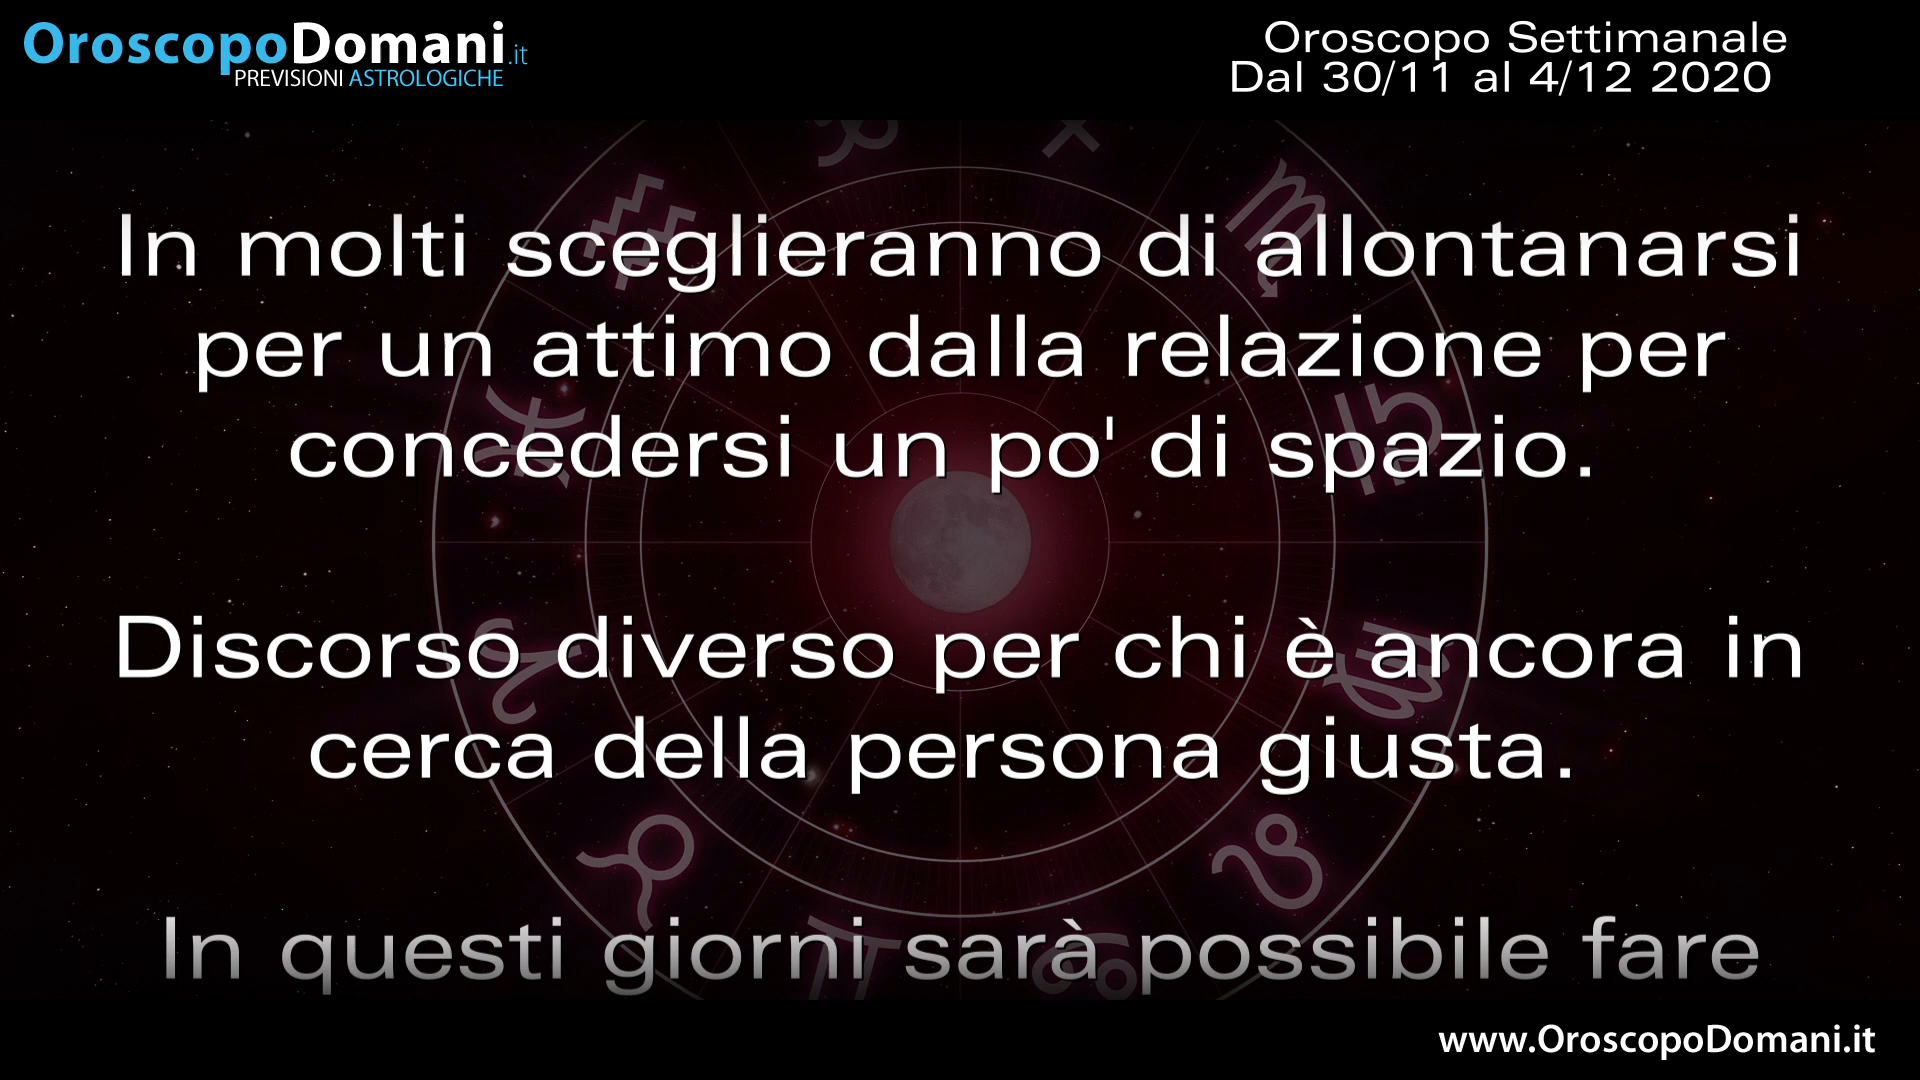 OroscopoDomani.it
PREVISIONI ASTROLOGICHE
Oroscopo Settimanale
Dal 30/11 al 4/12 2020
In molti sceglieranno di allontanarsi
per un attimo dalla relazione per
concedersi un po' di spazio.
Discorso diverso per chi è ancora in
cerca della persona giusta.
In questi giorni sarà possibile fare
www.OroscopoDomani.it